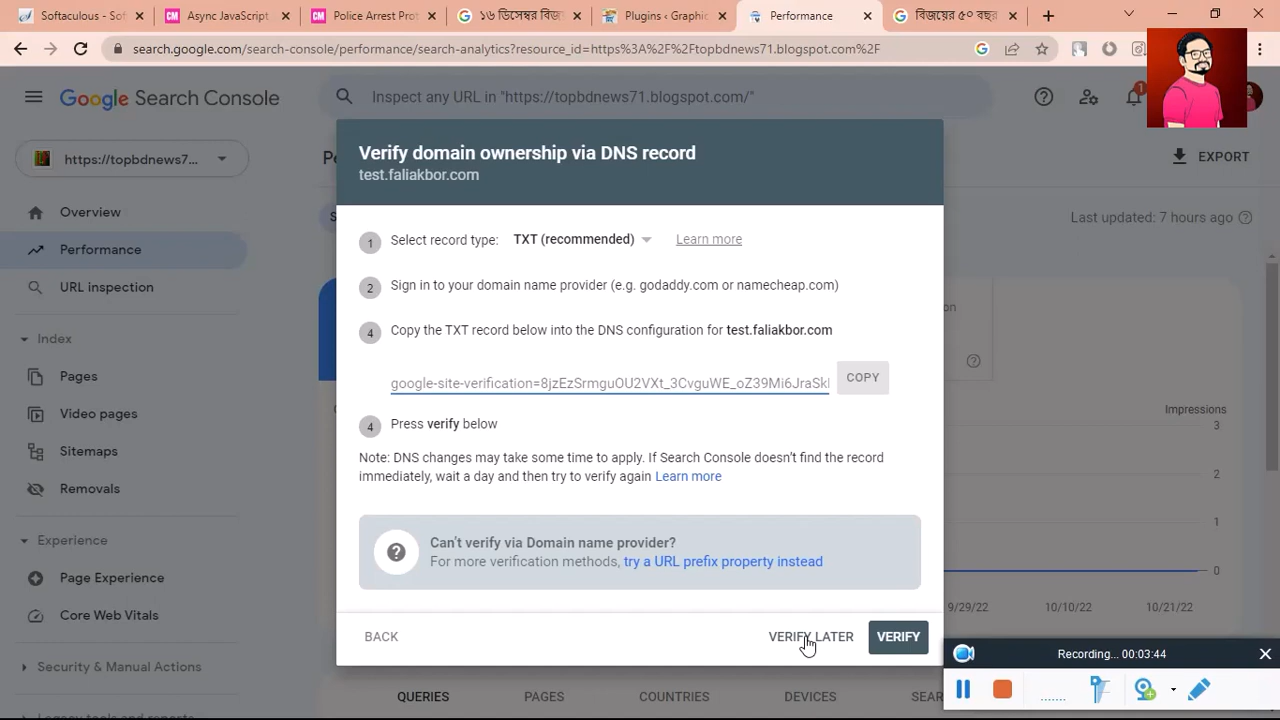 Softaculous - Soft
Async JavaScript
Police Arrest Pro
১৬ ডিসেম্বর বিজ
Plugins ‹ Graphic
Performance
বিজয়ের ৫০ বছর
search.google.com/search-console/performance/search-analytics?resource_id=https%3A%2F%2Ftopbdnews71.blogspot.com%2F
Google Search Console
Inspect any URL in "https://topbdnews71.blogspot.com/"
1
https://topbdnews7...
EXPORT
Last updated: 7 hours ago
Overview
Performance
URL inspection
Index
Pages
Video pages
Sitemaps
Removals
Experience
Page Experience
Core Web Vitals
Security & Manual Actions
Verify domain ownership via DNS record
test.faliakbor.com
1 Select record type: TXT (recommended) Learn more
2 Sign in to your domain name provider (e.g. godaddy.com or namecheap.com)
4 Copy the TXT record below into the DNS configuration for test.faliakbor.com
google-site-verification=8jzEzSrmguOU2VXt_3CvguWE_oZ39Mi6JraSk
COPY
4 Press verify below
Note: DNS changes may take some time to apply. If Search Console doesn't find the record
immediately, wait a day and then try to verify again Learn more
Can't verify via Domain name provider?
For more verification methods, try a URL prefix property instead
BACK
VERIFY LATER
VERIFY
Impressions
3
2
1
0
9/29/22
10/10/22
10/21/22
QUERIES
PAGES
COUNTRIES
DEVICES
SEAR
Recording... 00:03:44